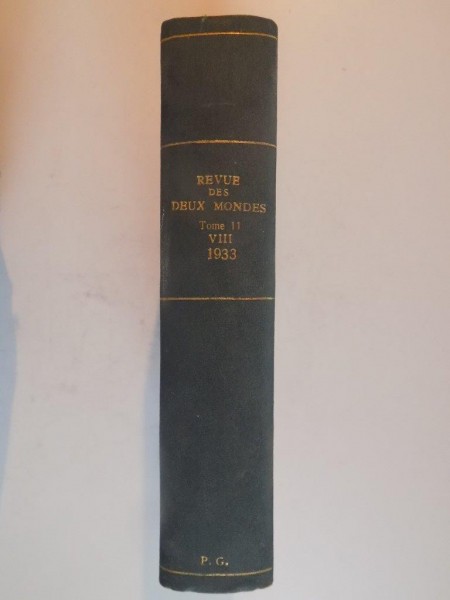 REVUE
DES
DEUX MONDES
Tome 11
VIII
1933
P. G.